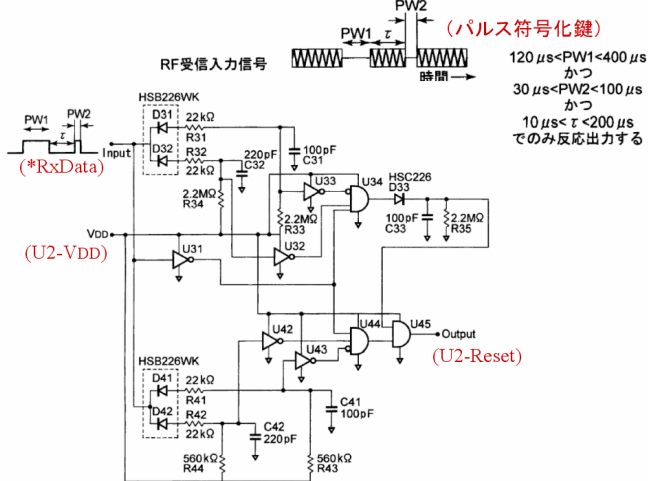 PW2
PW1
τ
(パルス符号化鍵)
RF受信入力信号
時間
120μs<PW1<400μs
かつ
30μs<PW2<100μs
かつ
10μs<τ<200μs
でのみ反応出力する
PW1
PW2
τ
(*RxData)
Input
HSB226WK
D31
D32
22kΩ
R31
R32
22kΩ
220pF
C32
100pF
C31
2.2MΩ
R34
U33
U34
HSC226
D33
2.2MΩ
R33
100pF
C33
2.2MΩ
R35
VDD
(U2-VDD)
U31
U32
U42
U43
U44
U45
Output
(U2-Reset)
HSB226WK
D41
D42
22kΩ
R41
R42
22kΩ
C42
220pF
C41
100pF
560kΩ
R44
560kΩ
R43